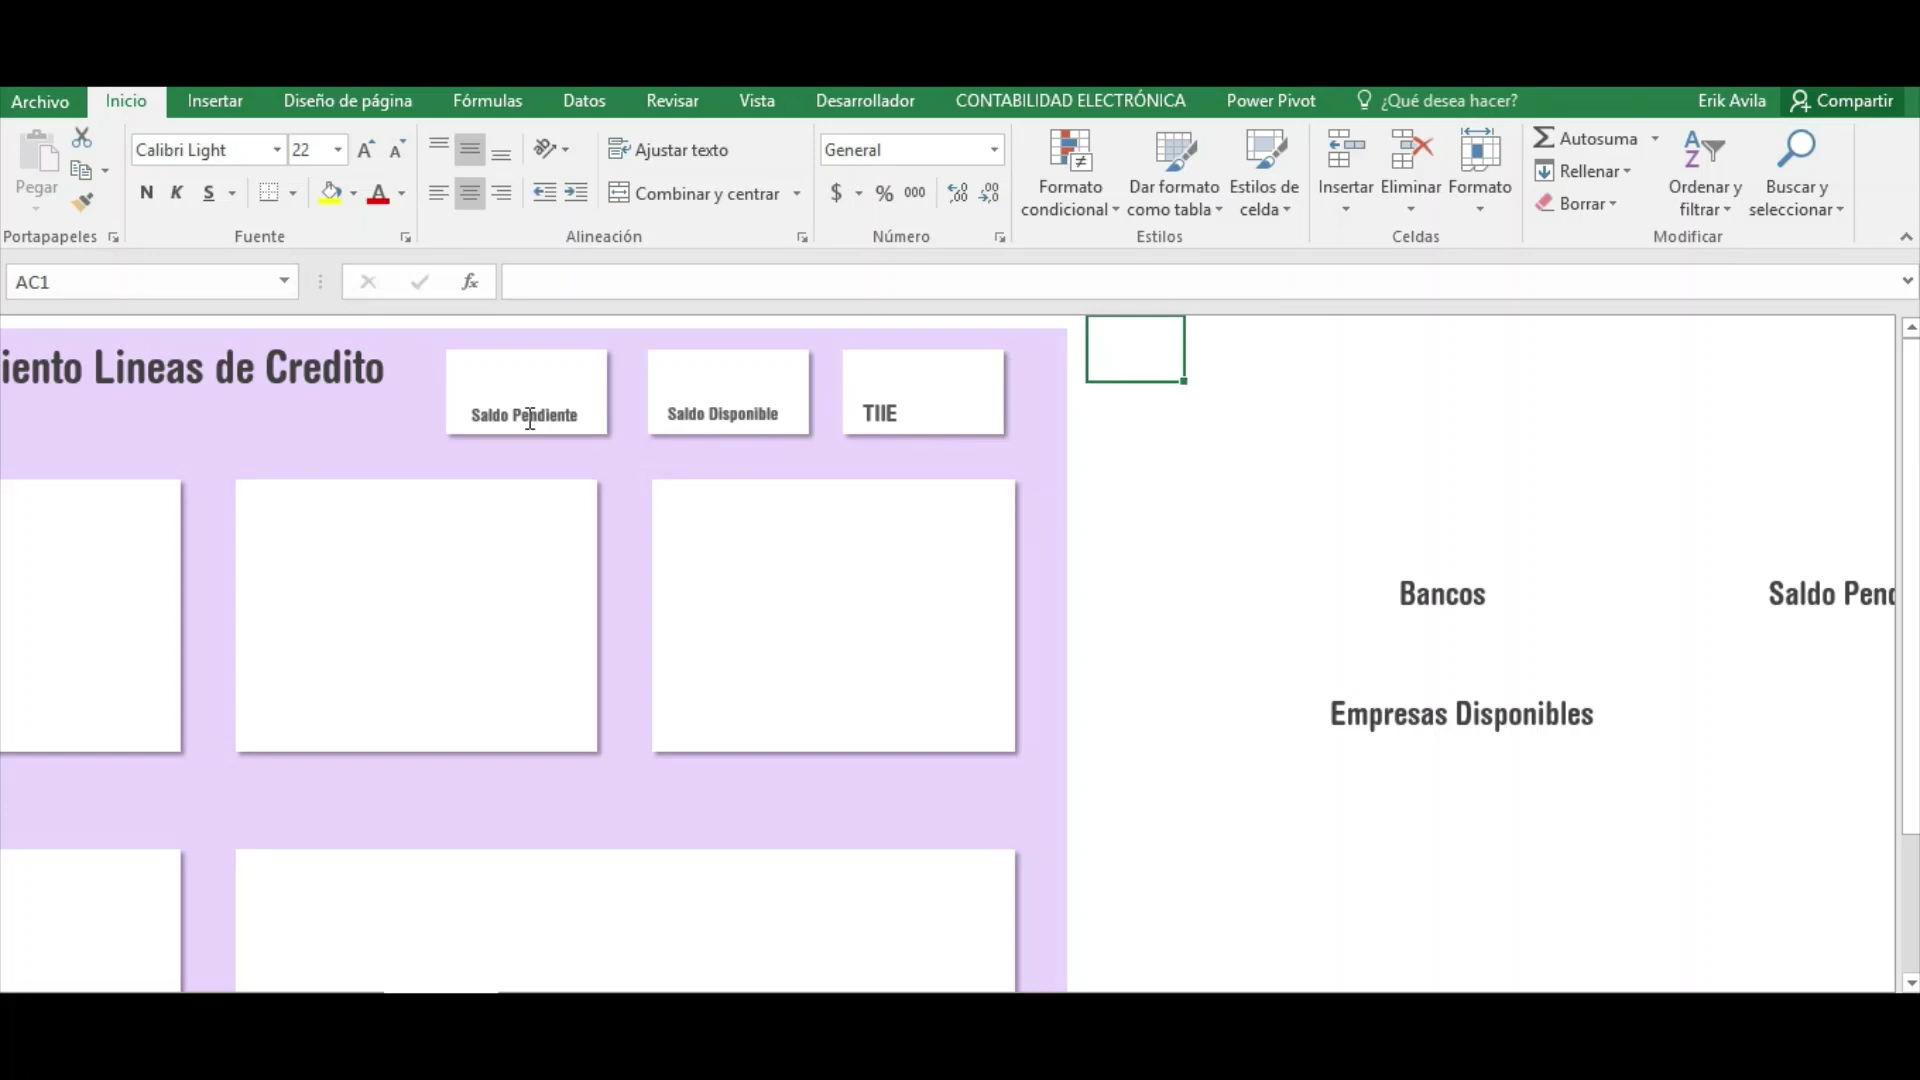 Archivo
Inicio
Insertar
Diseño de página
Fórmulas
Datos
Revisar
Vista
Desarrollador
CONTABILIDAD ELECTRÓNICA
Power Pivot
¿Qué desea hacer?
Erik Avila
Compartir
Pegar
Portapapeles
Calibri Light
22
N K S
Fuente
Ajustar texto
Combinar y centrar
Alineación
General
$ % 000
Número
Formato
condicional
Dar formato
como tabla
Estilos de
celda
Estilos
Insertar
Eliminar
Formato
Celdas
Autosuma
Rellenar
Borrar
Ordenar y
filtrar
Buscar y
seleccionar
Modificar
AC1
fx
iento Lineas de Credito
Saldo Pendiente
Saldo Disponible
TIIE
Bancos
Saldo Pend
Empresas Disponibles